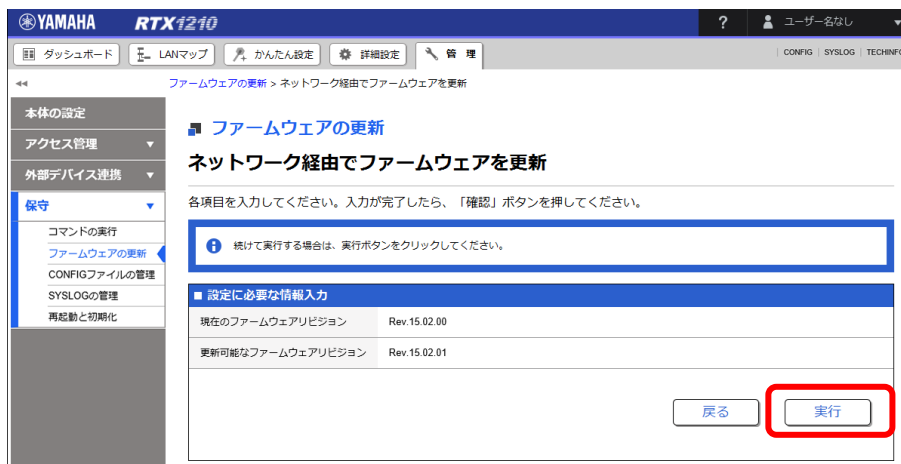 YAMAHA RTX1210 ? ユーザー名なし
ダッシュボード LANマップ かんたん設定 詳細設定 管 理 CONFIG | SYSLOG | TECHINFO
ファームウェアの更新 > ネットワーク経由でファームウェアを更新
本体の設定
アクセス管理
外部デバイス連携
保守
コマンドの実行
ファームウェアの更新
CONFIGファイルの管理
SYSLOGの管理
再起動と初期化
ファームウェアの更新
ネットワーク経由でファームウェアを更新
各項目を入力してください。入力が完了したら、「確認」ボタンを押してください。
続けて実行する場合は、実行ボタンをクリックしてください。
■ 設定に必要な情報入力
現在のファームウェアリビジョン Rev.15.02.00
更新可能なファームウェアリビジョン Rev.15.02.01
戻る 実行